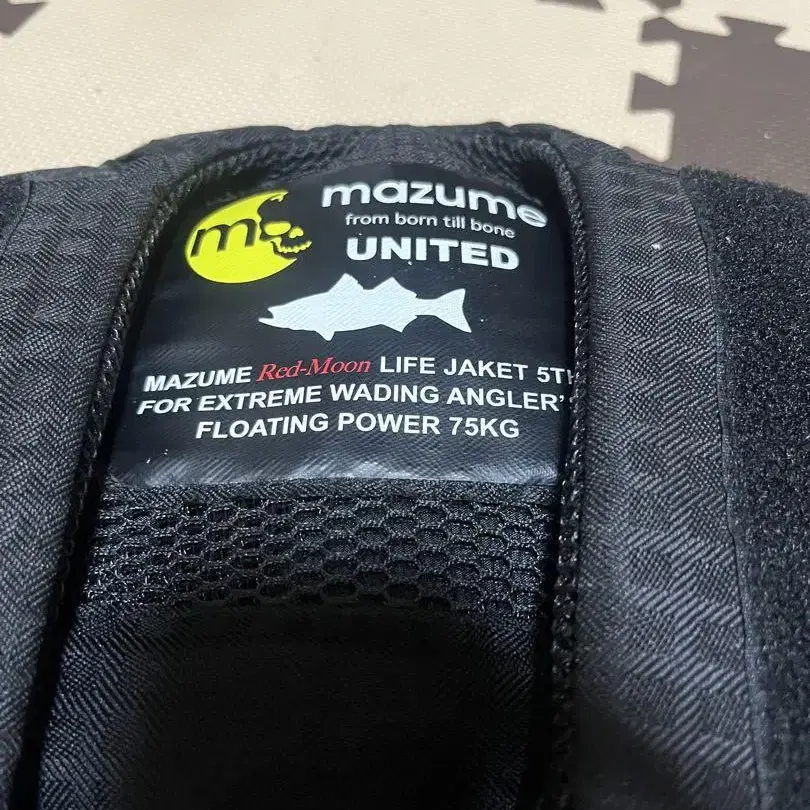 m
mazume
from born till bone
UNITED
MAZUME Red-Moon LIFE JAKET 5TH
FOR EXTREME WADING ANGLER'
FLOATING POWER 75KG